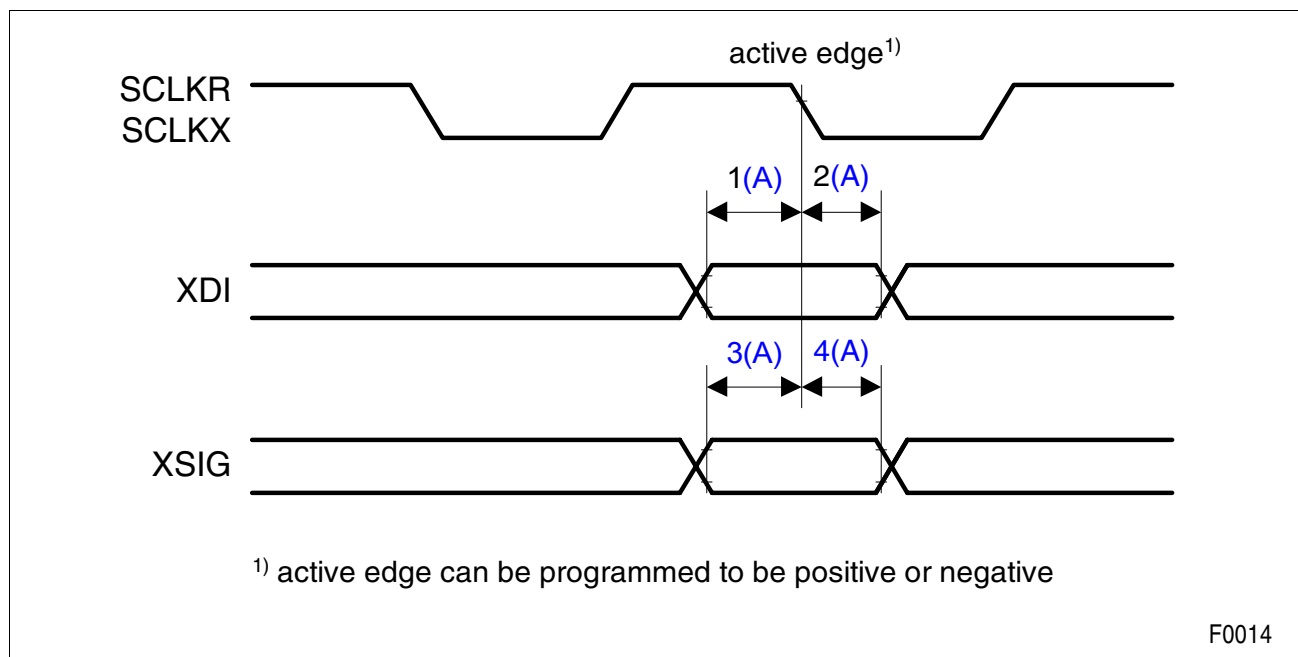 active edge1)
SCLKR
SCLKX
1(A) 2(A)
XDI
3(A) 4(A)
XSIG
1) active edge can be programmed to be positive or negative
F0014